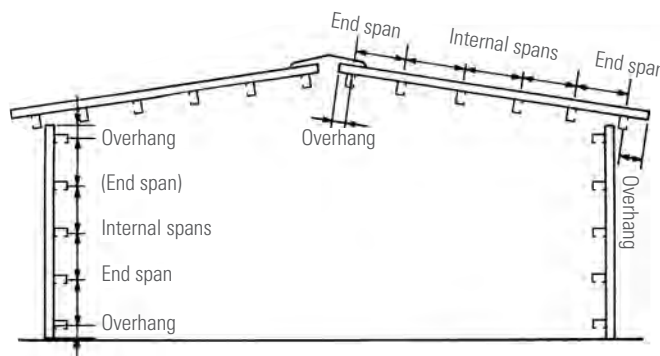 End span
Internal spans
End span
Overhang
Overhang
Overhang
(End span)
Internal spans
End span
Overhang